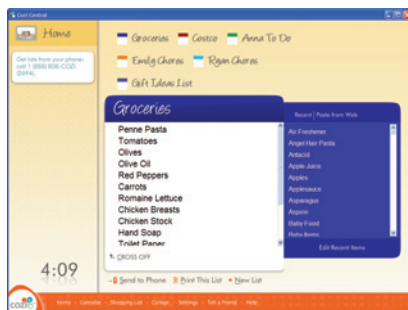 Cozi Central
Home
Get lists from your phone:
call 1 (888) 808-COZI
(2694).
Groceries
Costco
Anna To Do
Emily Chores
Ryan Chores
Gift Ideas List
Groceries
Penne Pasta
Tomatoes
Olives
Olive Oil
Red Peppers
Carrots
Romaine Lettuce
Chicken Breasts
Chicken Stock
Hand Soap
Toilet Paper
CROSS OFF
Recent | Paste from Web
Air Freshener
Angel Hair Pasta
Antacid
Apple Juice
Apples
Applesauce
Asparagus
Aspirin
Baby Food
Baby Items
Edit Recent Items
Send to Phone Print This List New List
4:09
COZI
Home - Calendar - Shopping List - Collage - Settings - Tell a Friend - Help